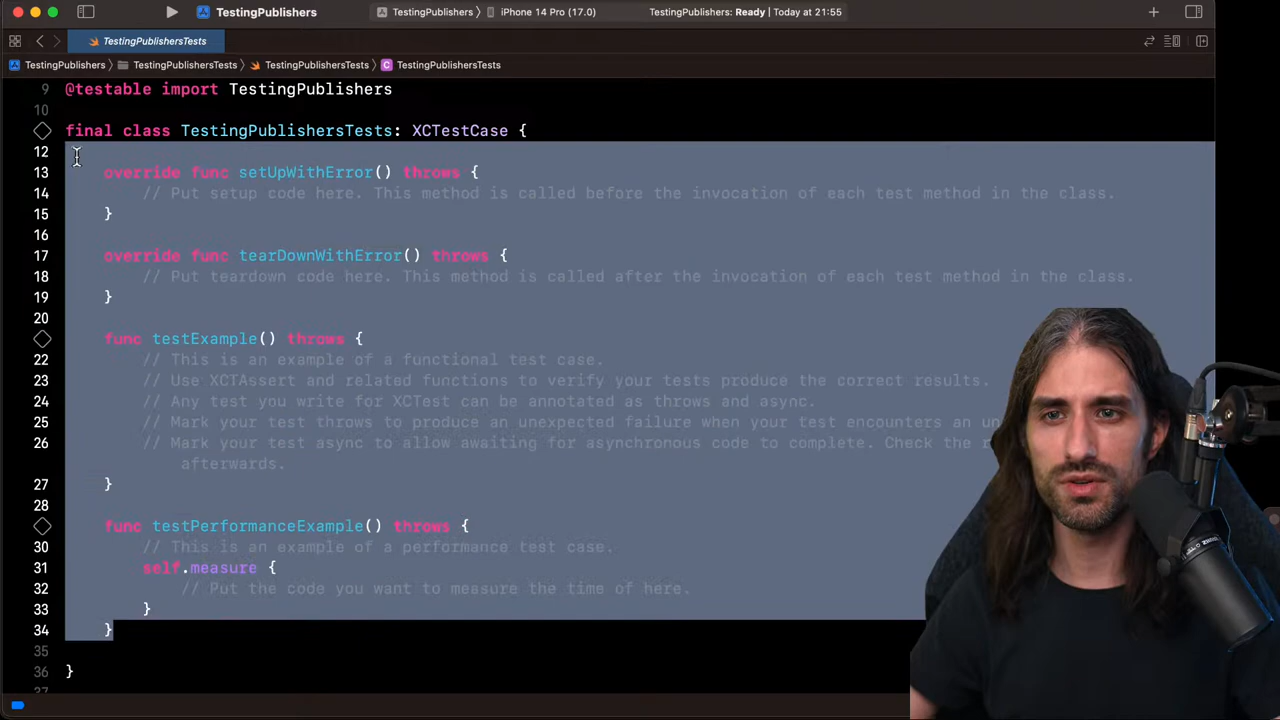 TestingPublishers
TestingPublishers
iPhone 14 Pro (17.0)
TestingPublishers: Ready | Today at 21:55
TestingPublishersTests
TestingPublishers
TestingPublishersTests
TestingPublishersTests
C TestingPublishersTests
9 @testable import TestingPublishers
10
final class TestingPublishersTests: XCTestCase {
12
13 override func setUpWithError() throws {
14 // Put setup code here. This method is called before the invocation of each test method in the class.
15 }
16
17 override func tearDownWithError() throws {
18 // Put teardown code here. This method is called after the invocation of each test method in the class.
19 }
20
func testExample() throws {
22 // This is an example of a functional test case.
23 // Use XCTAssert and related functions to verify your tests produce the correct results.
24 // Any test you write for XCTest can be annotated as throws and async.
25 // Mark your test throws to produce an unexpected failure when your test encounters an
26 // Mark your test async to allow awaiting for asynchronous code to complete. Check the
afterwards.
27 }
28
func testPerformanceExample() throws {
30 // This is an example of a performance test case.
31 self.measure {
32 // Put the code you want to measure the time of here.
33 }
34 }
35
36 }